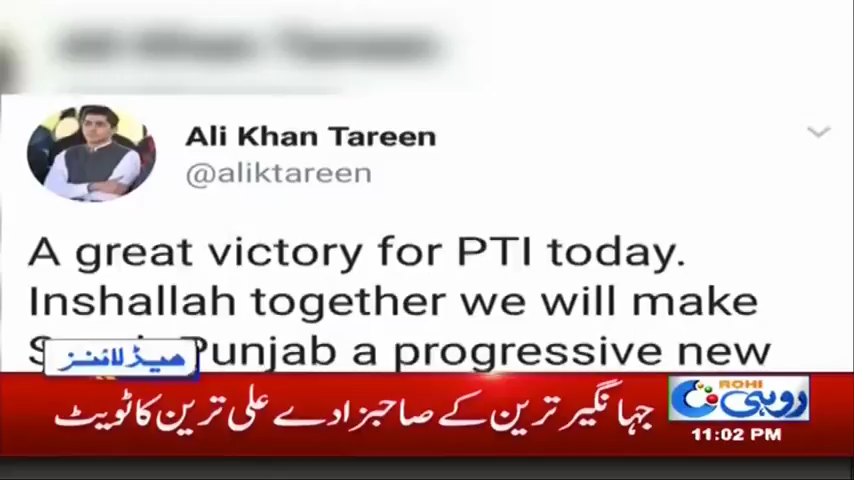 Ali Khan Tareen
@aliktareen
A great victory for PTI today.
Inshallah together we will make
Punjab a progressive new
ہیڈلائنز
جہانگیر ترین کے صاحبزادے علی ترین کا ٹویٹ
ROHI
روہی
11:02 PM